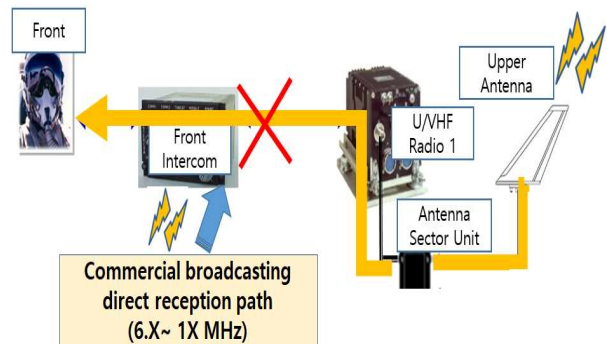 Front
Front
Intercom
U/VHF
Radio 1
Upper
Antenna
Antenna
Sector Unit
Commercial broadcasting
direct reception path
(6.X~ 1X MHz)